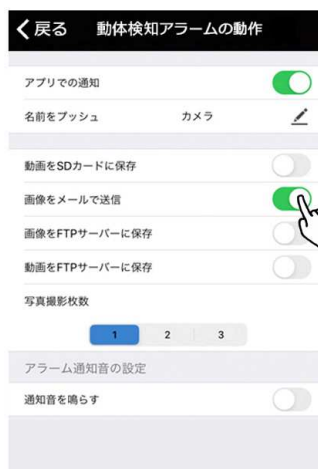 戻る 動体検知アラームの動作
アプリでの通知
名前をプッシュ カメラ
動画をSDカードに保存
画像をメールで送信
画像をFTPサーバーに保存
動画をFTPサーバーに保存
写真撮影枚数
1 2 3
アラーム通知音の設定
通知音を鳴らす